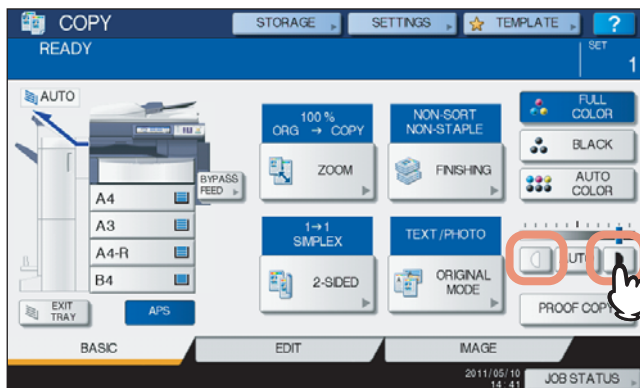 COPY
STORAGE
SETTINGS
TEMPLATE
?
READY
SET
1
AUTO
100 %
ORG → COPY
NON-SORT
NON-STAPLE
FULL
COLOR
BLACK
AUTO
COLOR
ZOOM
FINISHING
BYPASS
FEED
A4
A3
A4-R
B4
1→1
SIMPLEX
TEXT/PHOTO
2-SIDED
ORIGINAL
MODE
PROOF COPY
EXIT
TRAY
APS
BASIC
EDIT
IMAGE
2011/05/10
14:41
JOB STATUS